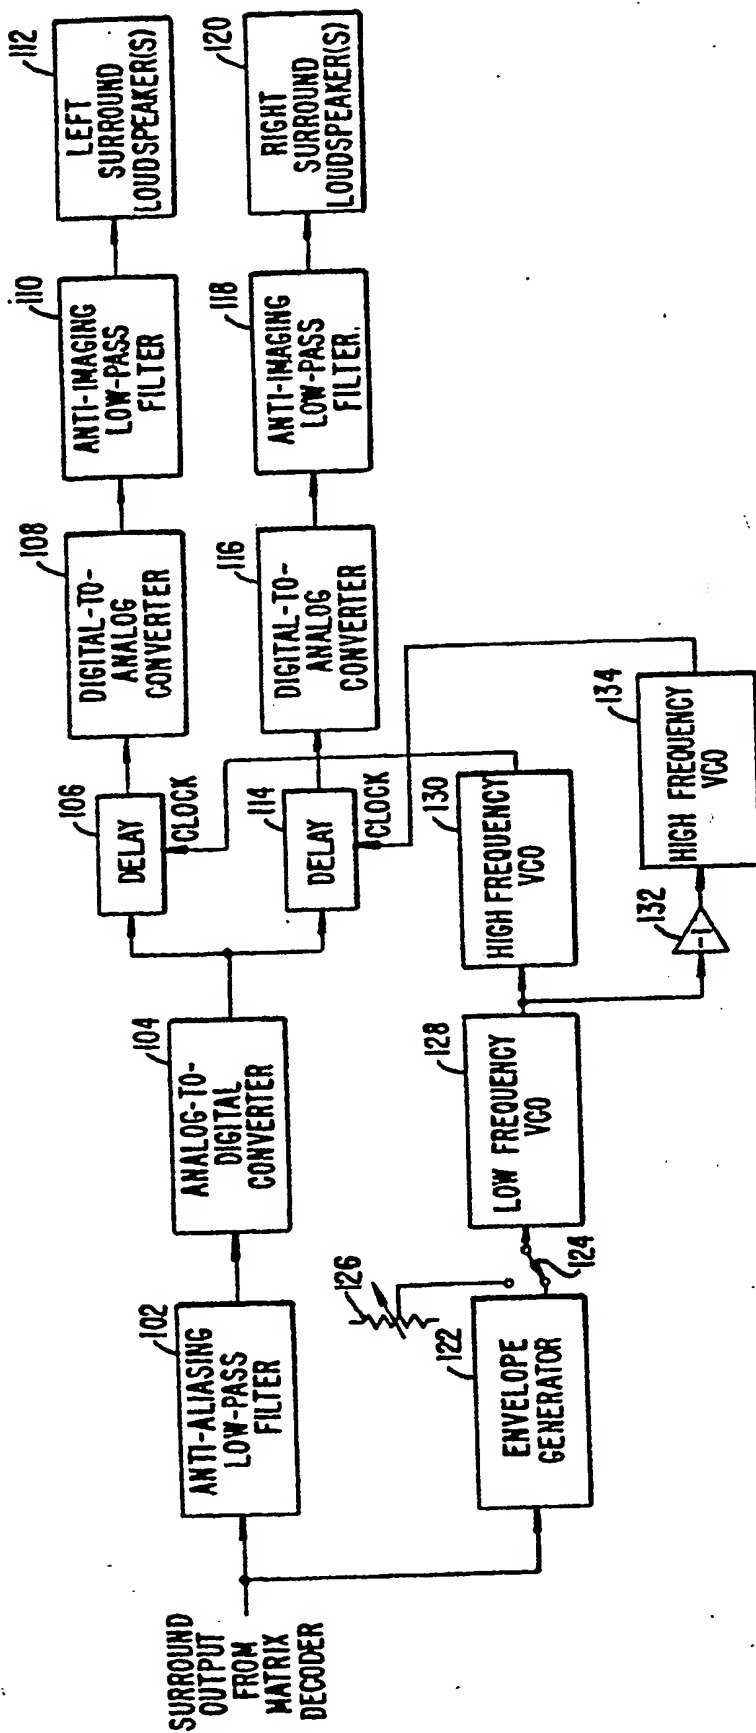 SURROUND
OUTPUT
FROM
MATRIX
DECODER
102
ANTI-ALIASING
LOW-PASS
FILTER
104
ANALOG-TO-
DIGITAL
CONVERTER
106
DELAY
CLOCK
108
DIGITAL-TO-
ANALOG
CONVERTER
110
ANTI-IMAGING
LOW-PASS
FILTER
112
LEFT
SURROUND
LOUDSPEAKER(S)
114
DELAY
CLOCK
116
DIGITAL-TO-
ANALOG
CONVERTER
118
ANTI-IMAGING
LOW-PASS
FILTER.
120
RIGHT
SURROUND
LOUDSPEAKER(S)
122
ENVELOPE
GENERATOR
126
124
128
LOW FREQUENCY
VCO
130
HIGH FREQUENCY
VCO
132
-1
134
HIGH FREQUENCY
VCO